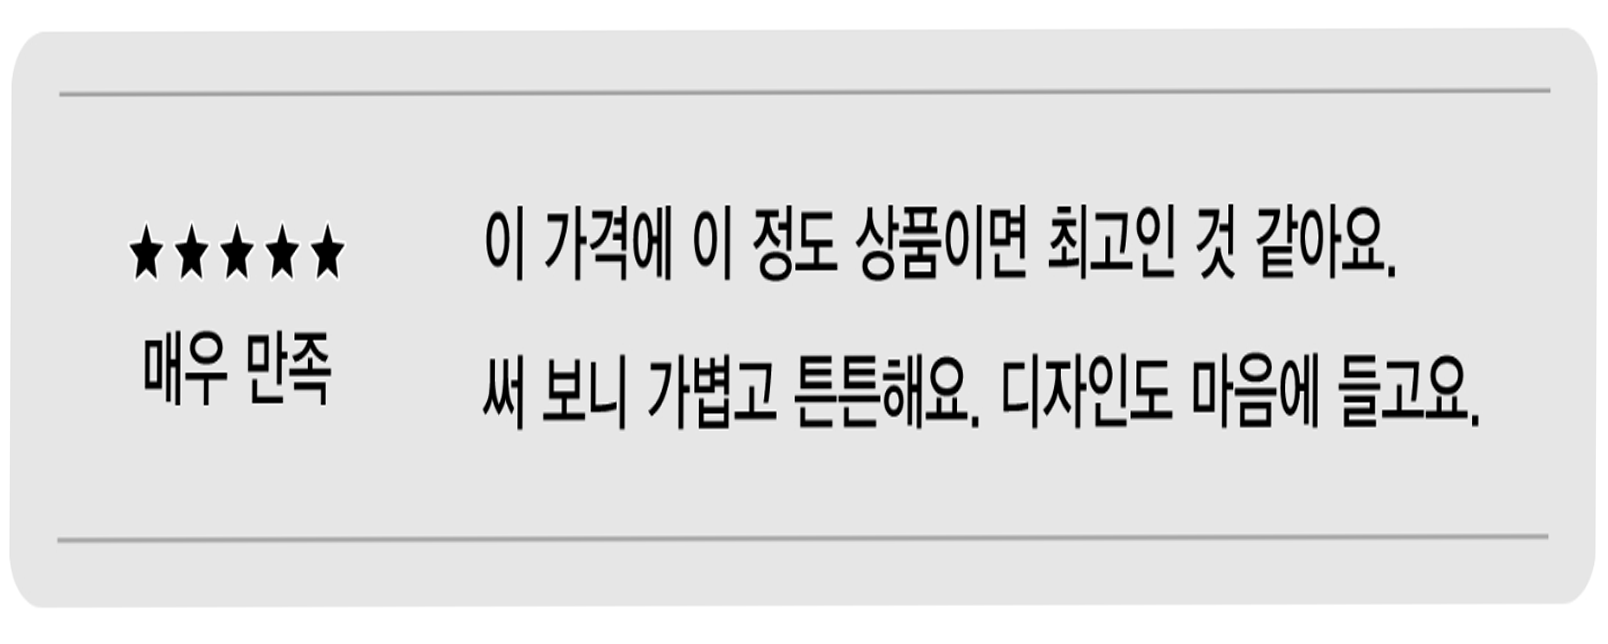 ★★★★★
매우 만족
이 가격에 이 정도 상품이면 최고인 것 같아요.
써 보니 가볍고 튼튼해요. 디자인도 마음에 들고요.